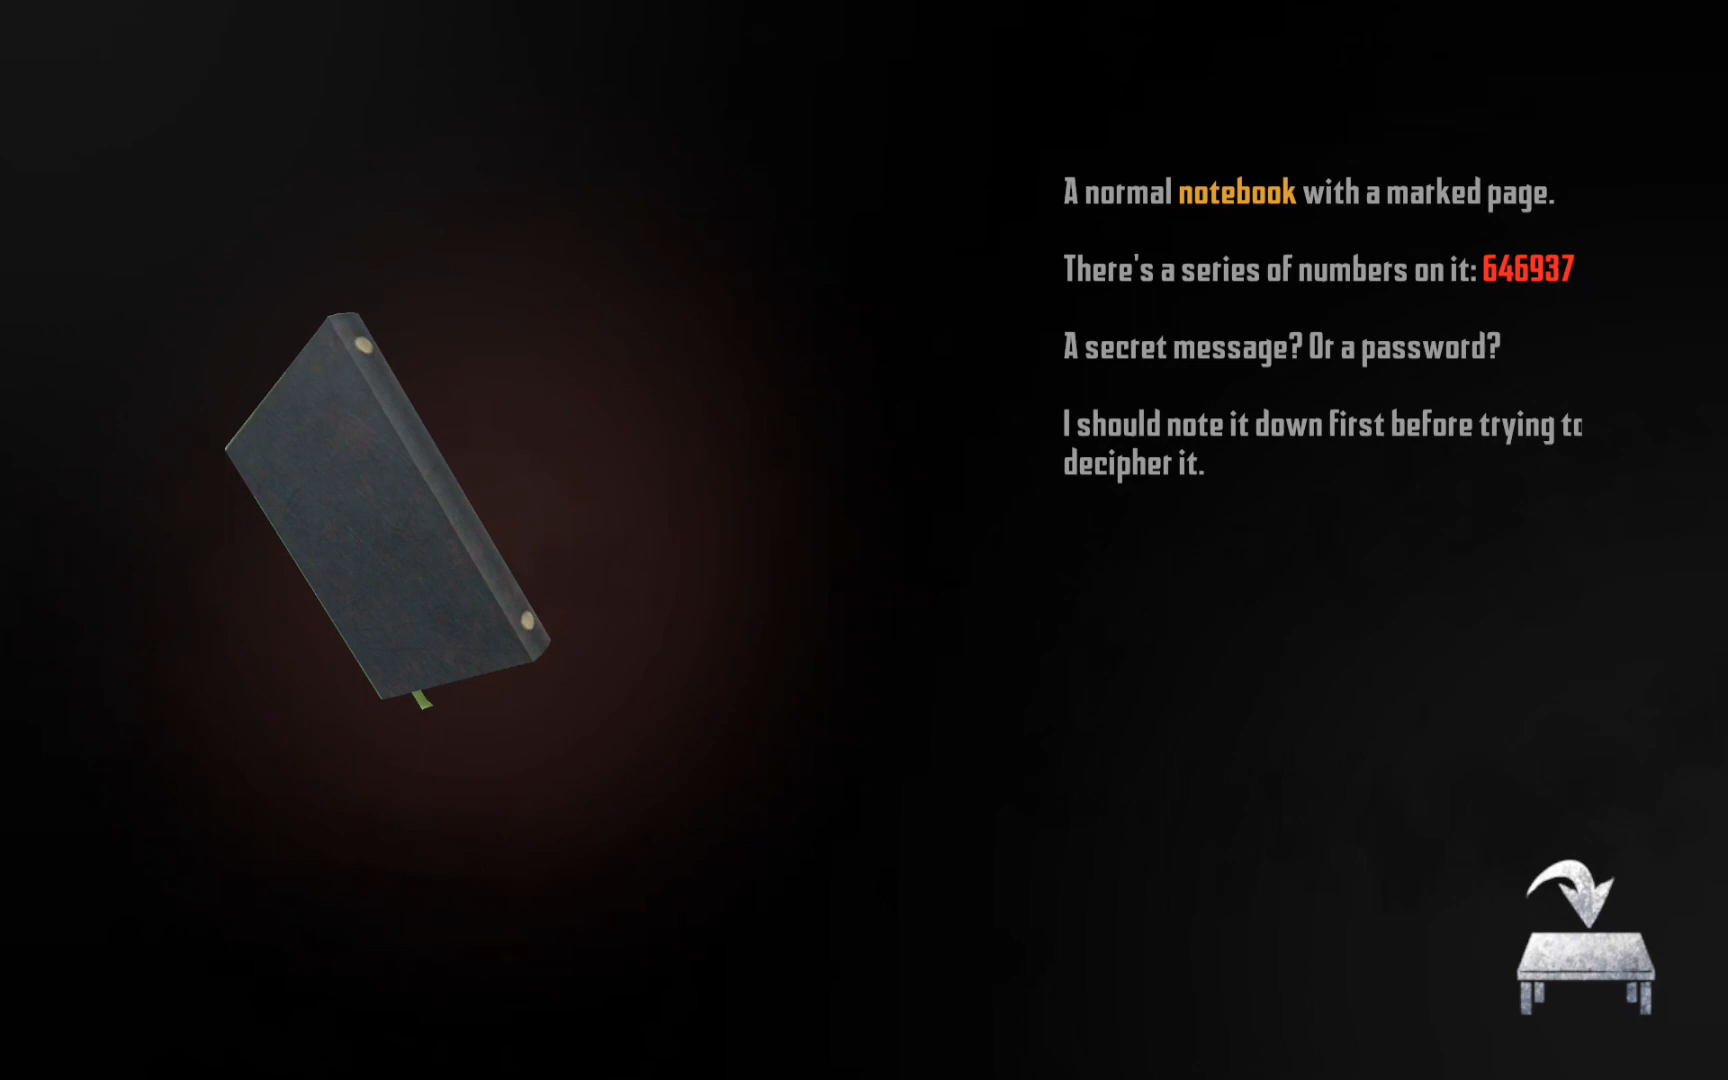 A normal notebook with a marked page.
There's a series of numbers on it: 646937
A secret message? Or a password?
I should note it down first before trying to
decipher it.